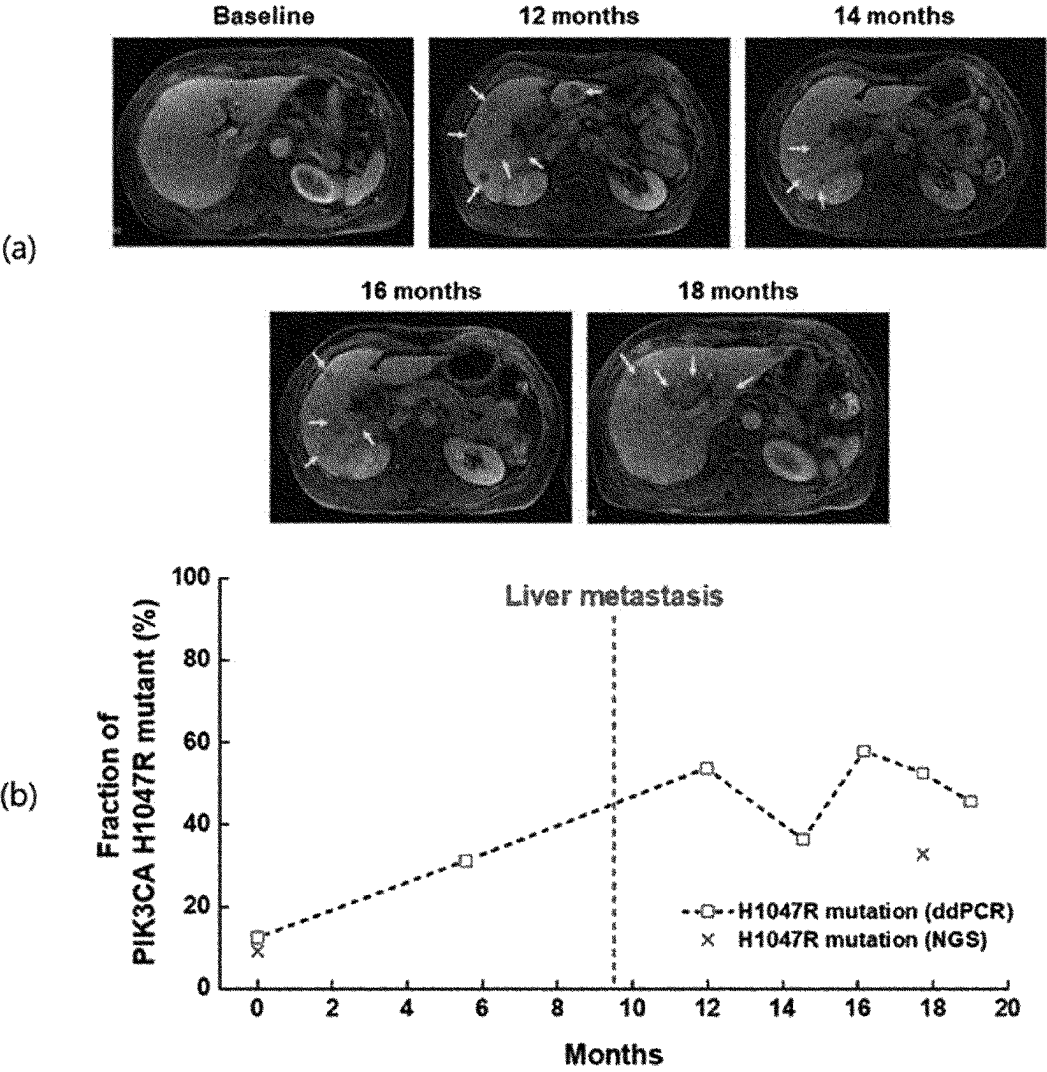 Baseline
12 months
14 months
(a)
16 months
18 months
Liver metastasis
Fraction of
PIK3CA H1047R mutant (%)
100
80
60
40
20
0
(b)
H1047R mutation (ddPCR)
H1047R mutation (NGS)
0 2 4 6 8 10 12 14 16 18 20
Months